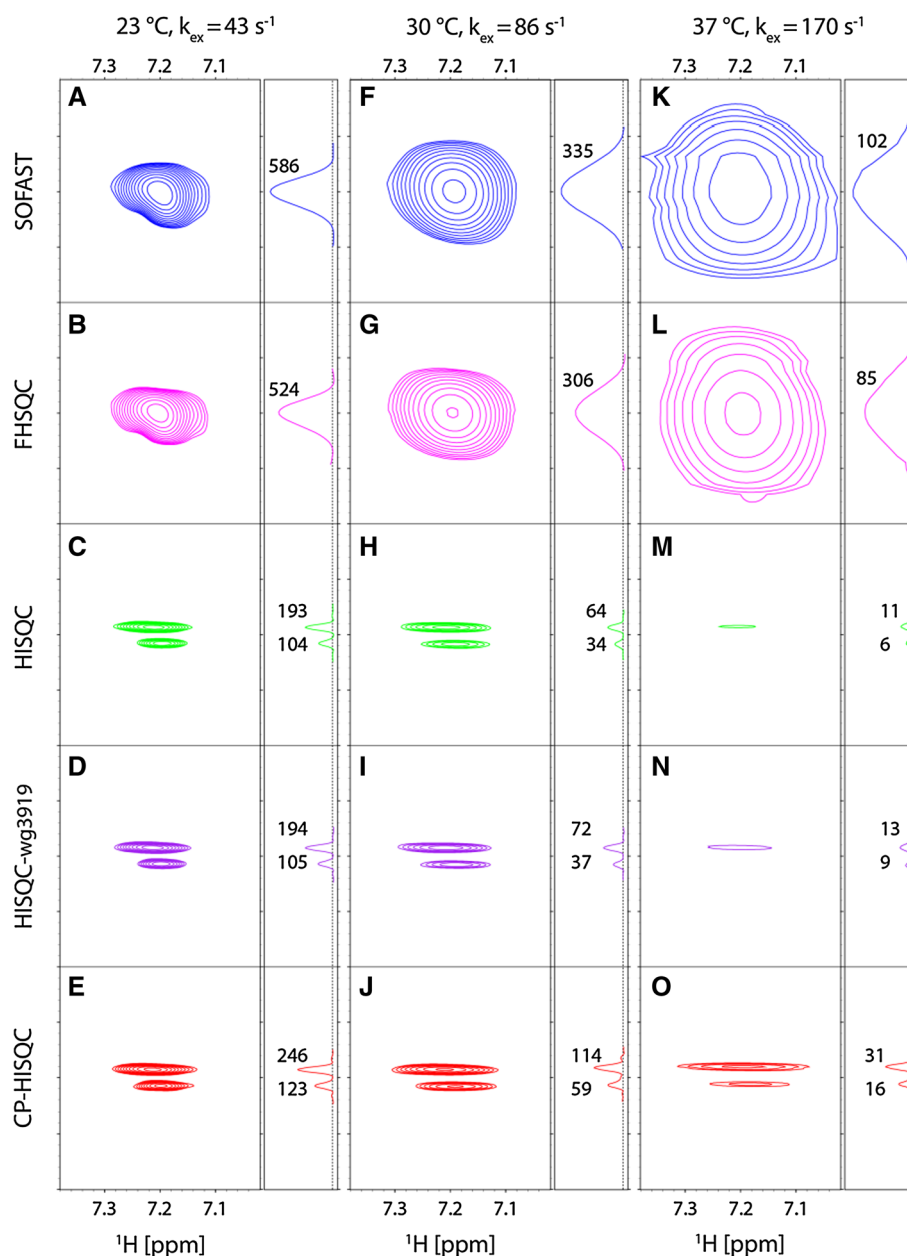 23 °C, kex = 43 s-1 30 °C, kex = 86 s-1 37 °C, kex = 170 s-1
7.3 7.2 7.1 7.3 7.2 7.1 7.3 7.2 7.1
SOFAST
A 586 F 335 K 102
FHSQC
B 524 G 306 L 85
HISQC
C 193 H 64 M 11
104 34 6
HISQC-wg3919
D 194 I 72 N 13
105 37 9
CP-HISQC
E 246 J 114 O 31
123 59 16
7.3 7.2 7.1 7.3 7.2 7.1 7.3 7.2 7.1
1H [ppm] 1H [ppm] 1H [ppm]